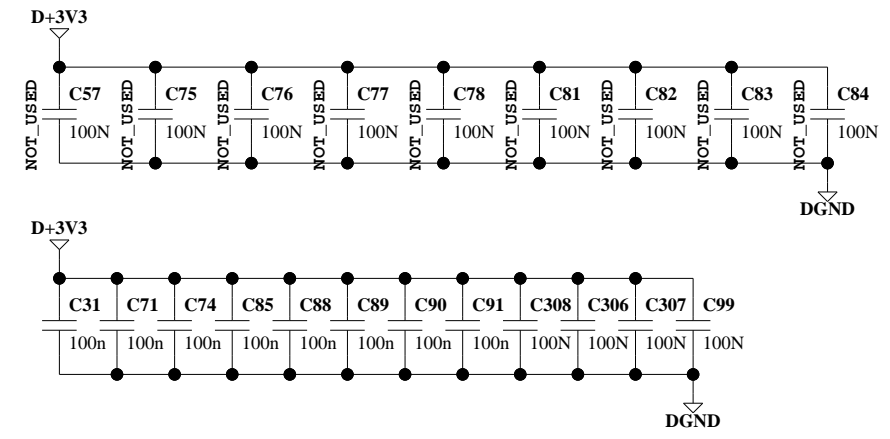 D+3V3
NOT_USED C57 NOT_USED C75 NOT_USED C76 NOT_USED C77 NOT_USED C78 NOT_USED C81 NOT_USED C82 NOT_USED C83 NOT_USED C84
100N 100N 100N 100N 100N 100N 100N 100N 100N
DGND
D+3V3
C31 C71 C74 C85 C88 C89 C90 C91 C308 C306 C307 C99
100n 100n 100n 100n 100n 100n 100n 100n 100N 100N 100N 100N
DGND